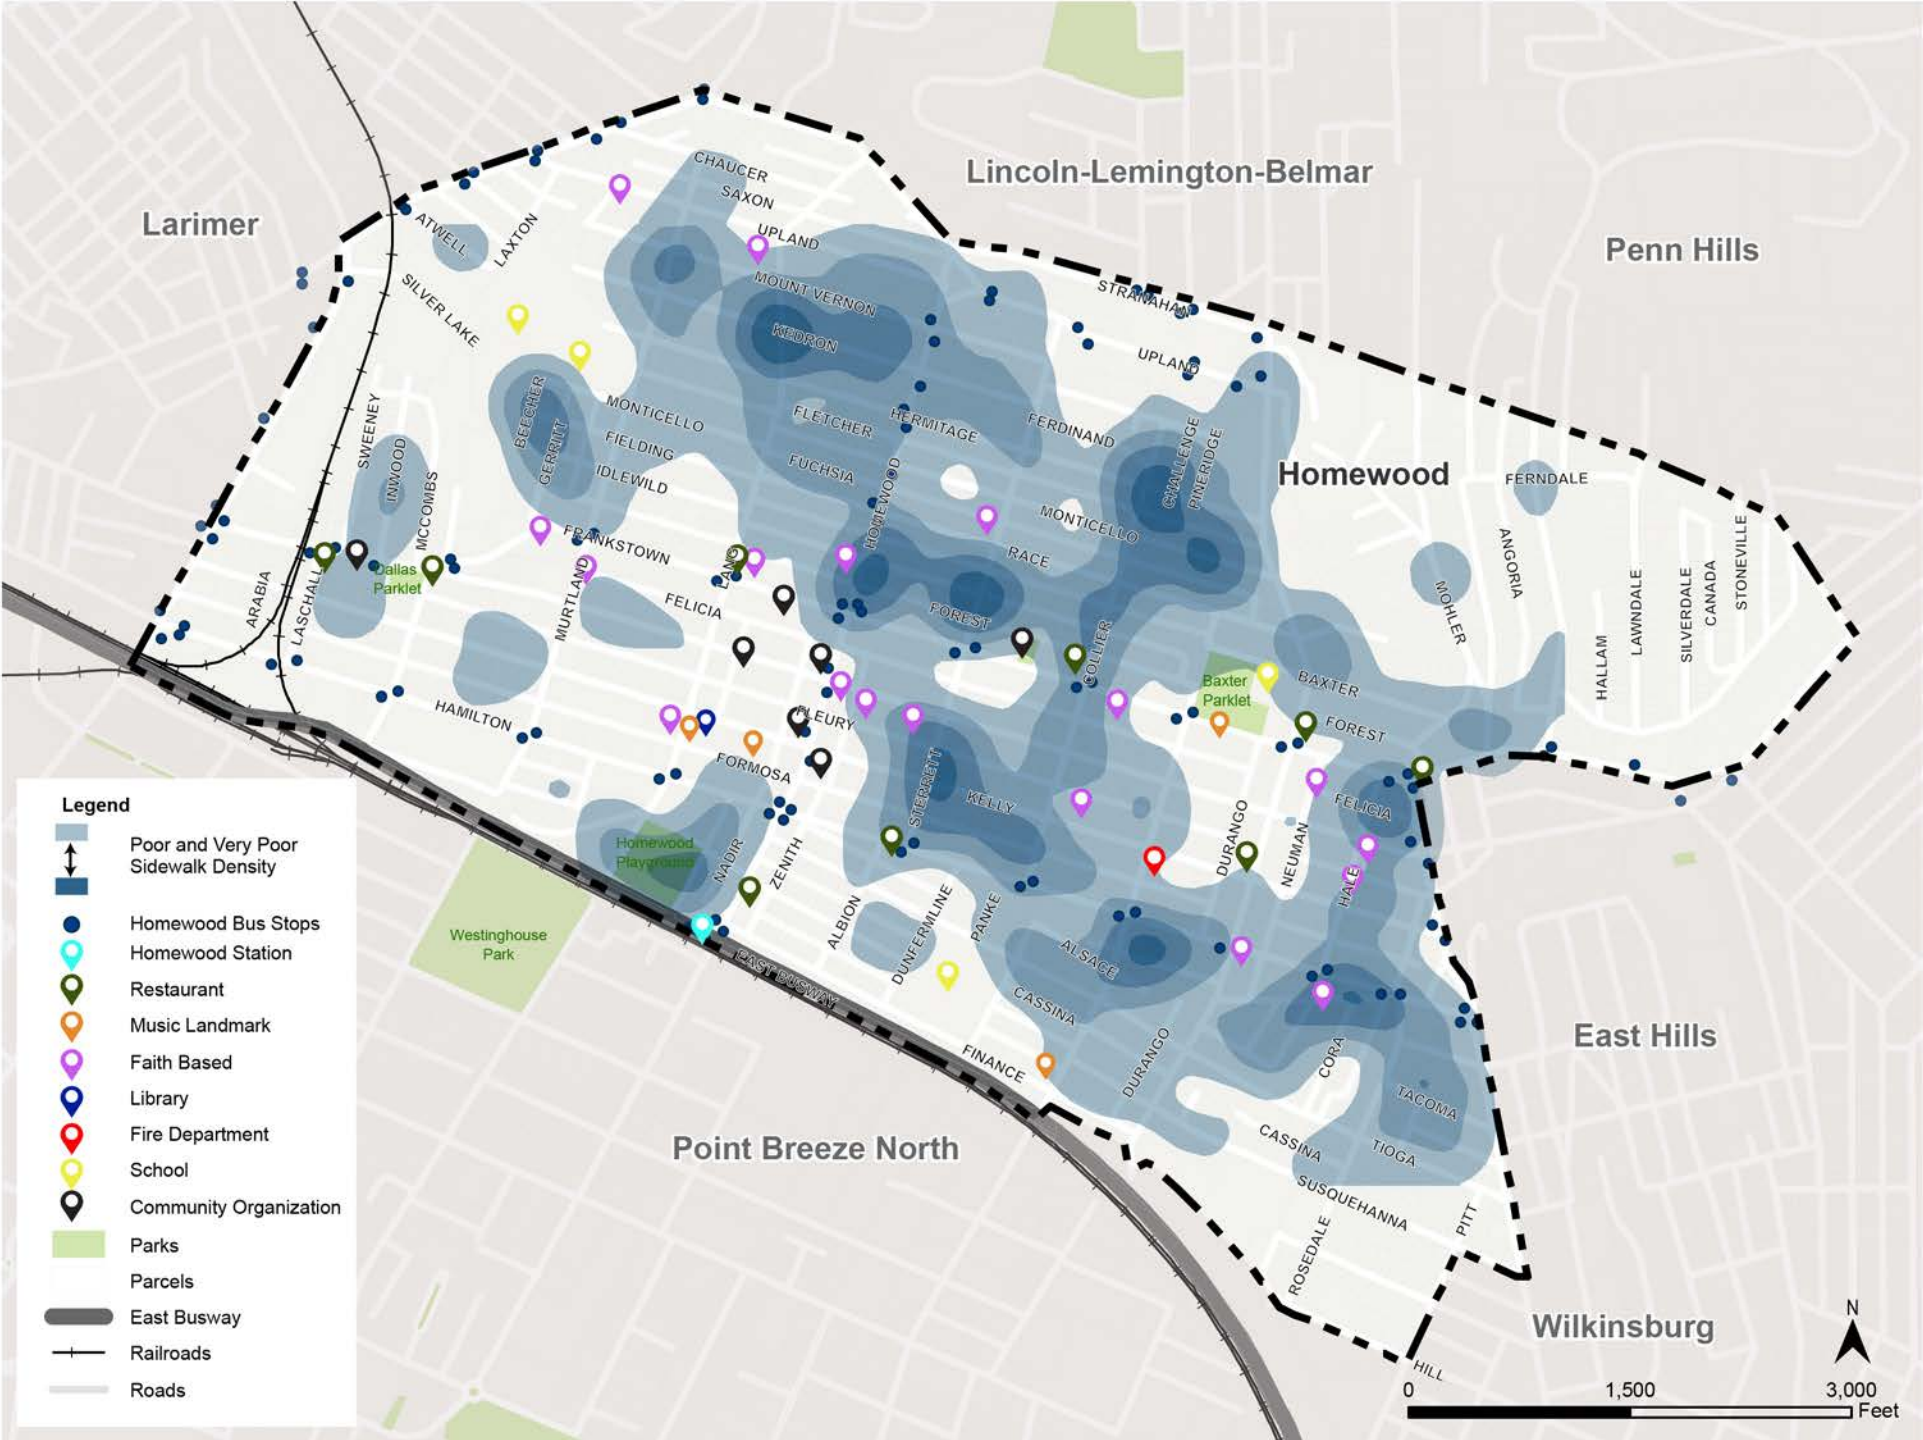 Lincoln-Lemington-Belmar
Larimer
Penn Hills
CHAUCER
SAXON
UPLAND
ATWELL
LAXTON
SILVER LAKE
MOUNT VERNON
KEDRON
STRANAHAN
UPLAND
SWEENEY
INWOOD
MCCOMBS
BEECHER
GERRITT
MONTICELLO
FIELDING
IDLEWILD
FLETCHER
HERMITAGE
FERDINAND
FUCHSIA
HOMEWOOD
CHALLENGE
PINERIDGE
Homewood
FERNDALE
MONTICELLO
RACE
FRANKSTOWN
LANG
ARABIA
LASCHALL
Dallas
Parklet
MURTLAND
FELICIA
FOREST
COLLIER
MOHLER
ANGORIA
HALLAM
LAWNDALE
SILVERDALE
CANADA
STONEVILLE
Baxter
Parklet
BAXTER
FOREST
HAMILTON
FLEURY
FORMOSA
STERRETT
KELLY
FELICIA
Homewood
Playground
NADIR
ZENITH
DURANGO
NEUMAN
HALE
ALBION
DUNFERMLINE
PANKE
ALSACE
Westinghouse
Park
EAST BUSWAY
CASSINA
FINANCE
DURANGO
CORA
TACOMA
East Hills
CASSINA
TIOGA
SUSQUEHANNA
ROSEDALE
PITT
Point Breeze North
HILL
Wilkinsburg
Legend
Poor and Very Poor
Sidewalk Density
Homewood Bus Stops
Homewood Station
Restaurant
Music Landmark
Faith Based
Library
Fire Department
School
Community Organization
Parks
Parcels
East Busway
Railroads
Roads
N
0 1,500 3,000
Feet